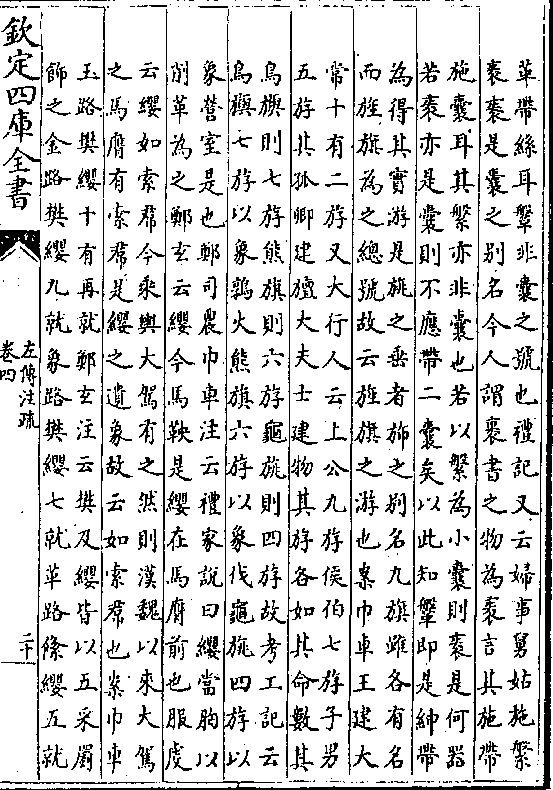 革帶絲耳鞶非囊之號也禮記又云婦事舅姑施縏
袠袠是囊之别名今人謂裹書之物為袠言其施帶
施囊耳其縏亦非囊也若以縏為小囊則袠是何器
若袠亦是囊則不應帶二囊矣以此知鞶即是紳帶
為得其實游是旒之垂者旆之别名九旗雖各有名
而旌旗為之總號故云旌旗之游也案巾車王建大
常十有二斿又大行人云上公九斿侯伯七斿子男
五斿其孤卿建旜大夫士建物其斿各如其命數其
鳥旟則七斿熊旗則六斿龜旐則四斿故考工記云
鳥旟七斿以象鶉火熊旗六斿以象伐龜旐四斿以
象營室是也鄭司農巾車注云禮家說曰纓當胸以
削革為之鄭玄云纓今馬鞅是纓在馬膺前也服虔
云纓如索帬今乘輿大駕有之然則漢魏以來大駕
之馬膺有索帬是纓之遺象故云如索帬也案巾車
玉路樊纓十有再就鄭玄注云樊及纓皆以五采罽
飾之金路樊纓九就象路樊纓七就革路絛纓五就
欽定四庫全書
左傳注疏
卷四
二十